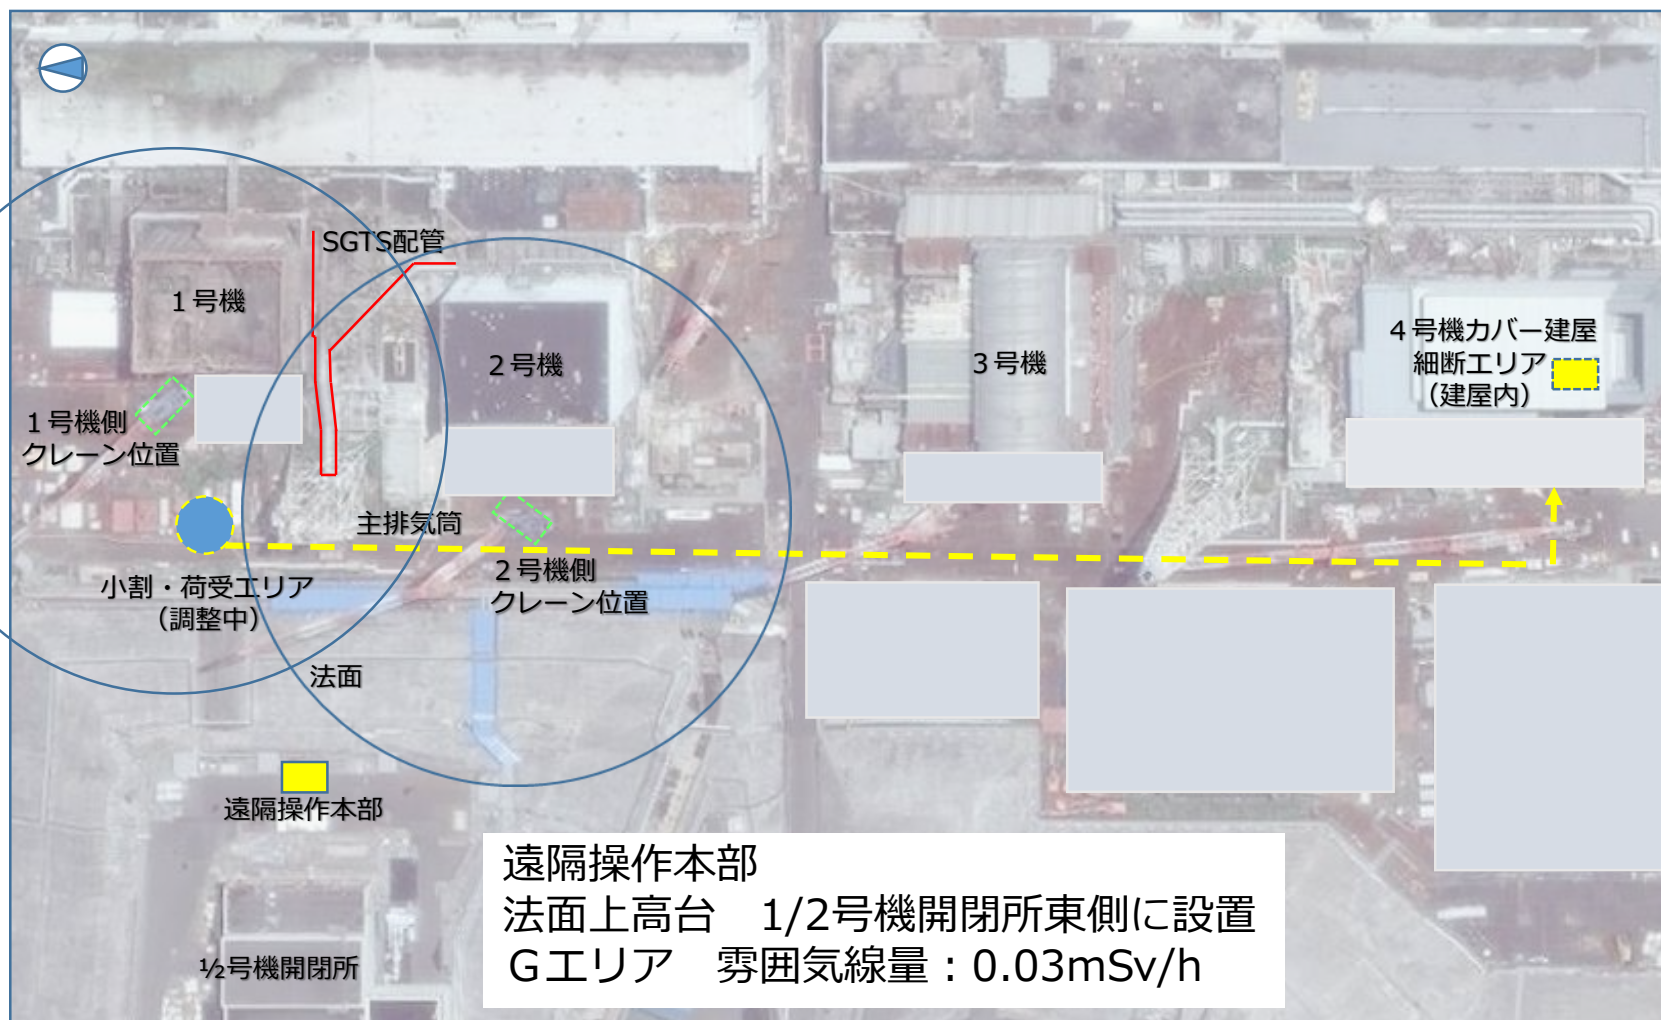 SGTS配管
１号機
２号機
３号機
４号機カバー建屋
細断エリア
（建屋内）
１号機側
クレーン位置
主排気筒
２号機側
クレーン位置
小割・荷受エリア
（調整中）
法面
遠隔操作本部
½号機開閉所
遠隔操作本部
法面上高台　1/2号機開閉所東側に設置
Ｇエリア　雰囲気線量：0.03mSv/h